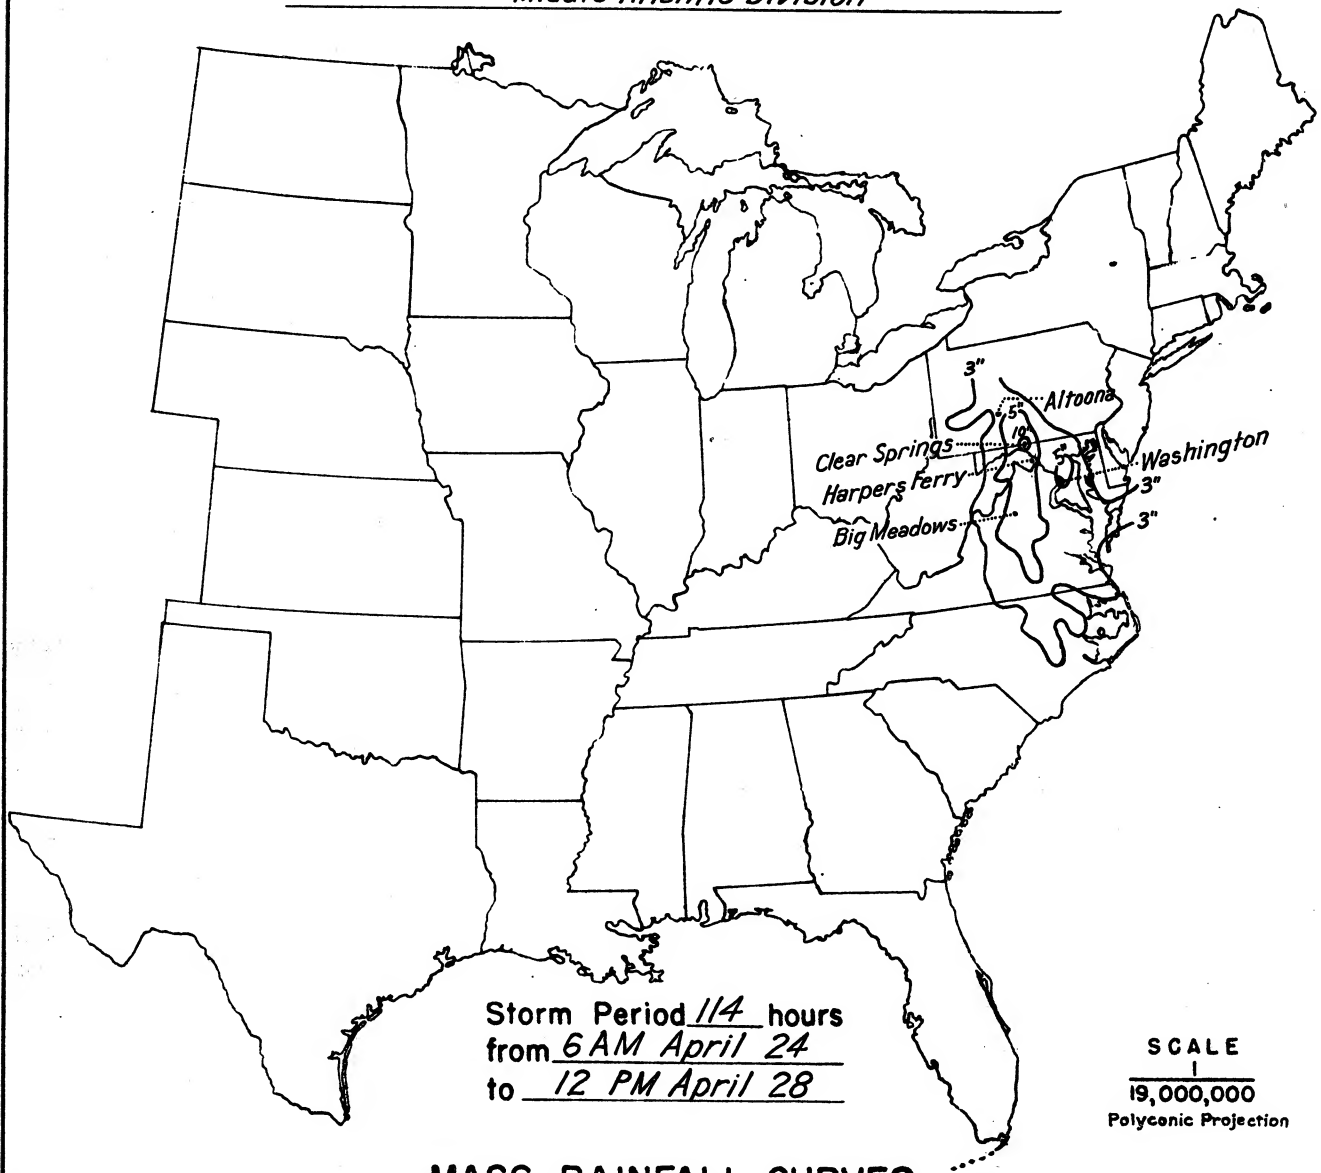 Middle Atlantic Division
3"
Altoona
5"
10"
Clear Springs
Washington
Harpers Ferry
3"
Big Meadows
3"
Storm Period 114 hours
from 6 AM April 24
to 12 PM April 28
SCALE
1
19,000,000
Polyconic Projection
MASS RAINFALL CURVES